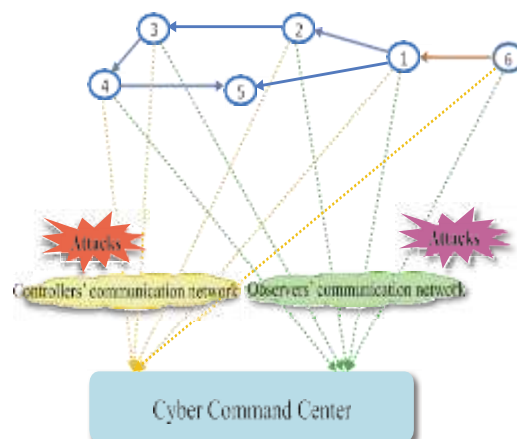 3
2
1
6
4
5
Attacks
Attacks
Controllers' communication network
Observers' communication network
Cyber Command Center